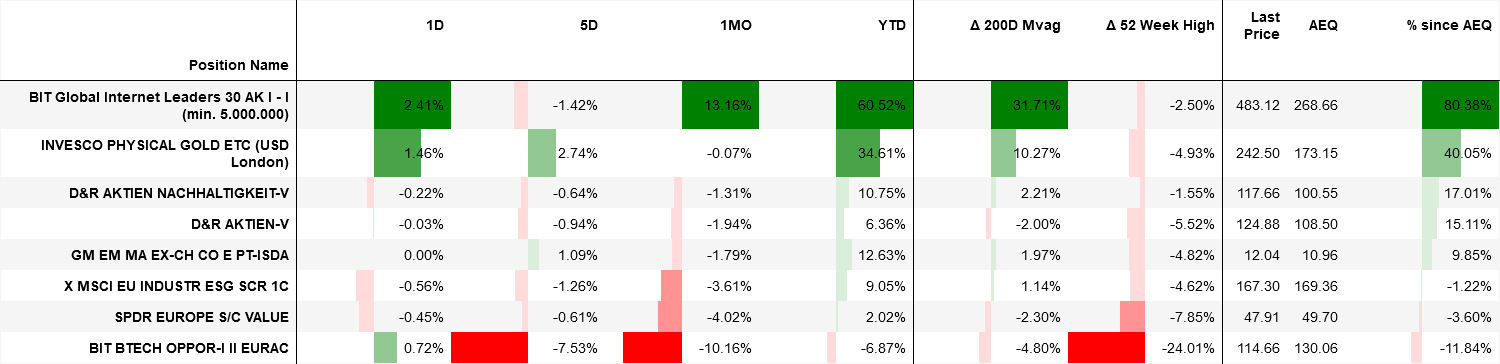 1D 5D 1MO YTD Δ 200D Mvag Δ 52 Week High Last Price AEQ % since AEQ
Position Name
BIT Global Internet Leaders 30 AK I - I (min. 5.000.000) 2.41% -1.42% 13.16% 60.52% 31.71% -2.50% 483.12 268.66 80.38%
INVESCO PHYSICAL GOLD ETC (USD London) 1.46% 2.74% -0.07% 34.61% 10.27% -4.93% 242.50 173.15 40.05%
D&R AKTIEN NACHHALTIGKEIT-V -0.22% -0.64% -1.31% 10.75% 2.21% -1.55% 117.66 100.55 17.01%
D&R AKTIEN-V -0.03% -0.94% -1.94% 6.36% -2.00% -5.52% 124.88 108.50 15.11%
GM EM MA EX-CH CO E PT-ISDA 0.00% 1.09% -1.79% 12.63% 1.97% -4.82% 12.04 10.96 9.85%
X MSCI EU INDUSTR ESG SCR 1C -0.56% -1.26% -3.61% 9.05% 1.14% -4.62% 167.30 169.36 -1.22%
SPDR EUROPE S/C VALUE -0.45% -0.61% -4.02% 2.02% -2.30% -7.85% 47.91 49.70 -3.60%
BIT BTECH OPPOR-I II EURAC 0.72% -7.53% -10.16% -6.87% -4.80% -24.01% 114.66 130.06 -11.84%